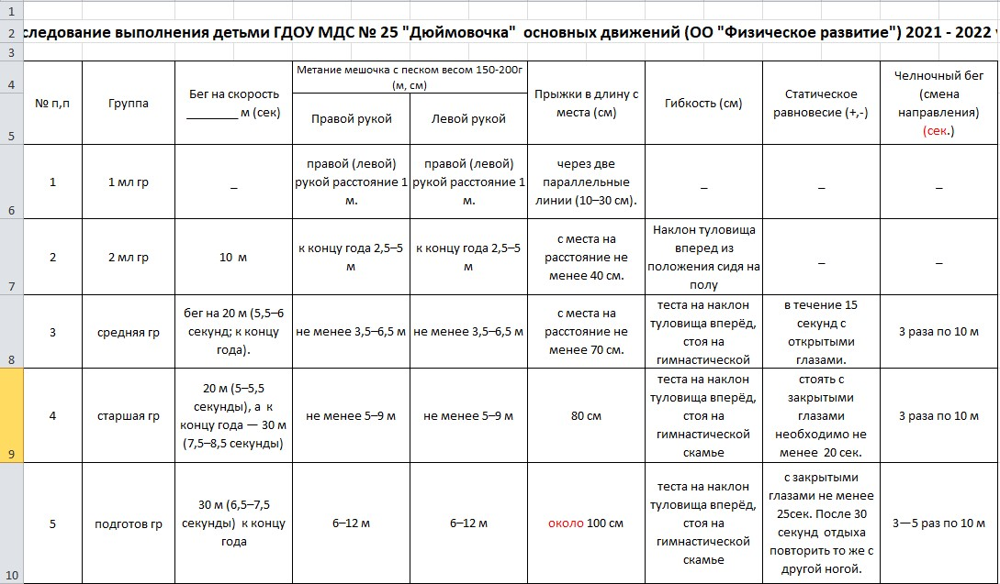 1
2 следование выполнения детьми ГДОУ МДС № 25 "Дюймовочка" основных движений (ОО "Физическое развитие") 2021 - 2022
3
4
5
№ п,п
Группа
Бег на скорость
________ м (сек)
Метание мешочка с песком весом 150-200г
(м, см)
Правой рукой
Левой рукой
Прыжки в длину с
места (см)
Гибкость (см)
Статическое
равновесие (+,-)
Челночный бег
(смена
направления)
(сек.)
6
1
1 мл гр
–
правой (левой)
рукой расстояние 1
м.
правой (левой)
рукой расстояние 1
м.
через две
параллельные
линии (10–30 см).
–
–
–
7
2
2 мл гр
10 м
к концу года 2,5–5
м
к концу года 2,5–5
м
с места на
расстояние не
менее 40 см.
Наклон туловища
вперед из
положения сидя на
полу
–
–
8
3
средняя гр
бег на 20 м (5,5–6
секунд; к концу
года).
не менее 3,5–6,5 м
не менее 3,5–6,5 м
с места на
расстояние не
менее 70 см.
теста на наклон
туловища вперёд,
стоя на
гимнастической
в течение 15
секунд с
открытыми
глазами.
3 раза по 10 м
9
4
старшая гр
20 м (5–5,5
секунды), а к
концу года — 30 м
(7,5–8,5 секунды)
не менее 5–9 м
не менее 5–9 м
80 см
теста на наклон
туловища вперёд,
стоя на
гимнастической
скамье
стоять с
закрытыми
глазами
необходимо не
менее 20 сек.
3 раза по 10 м
10
5
подготов гр
30 м (6,5–7,5
секунды) к концу
года
6–12 м
6–12 м
около 100 см
теста на наклон
туловища вперёд,
стоя на
гимнастической
скамье
с закрытыми
глазами не менее
25сек. После 30
секунд отдыха
повторить то же с
другой ногой.
3—5 раз по 10 м